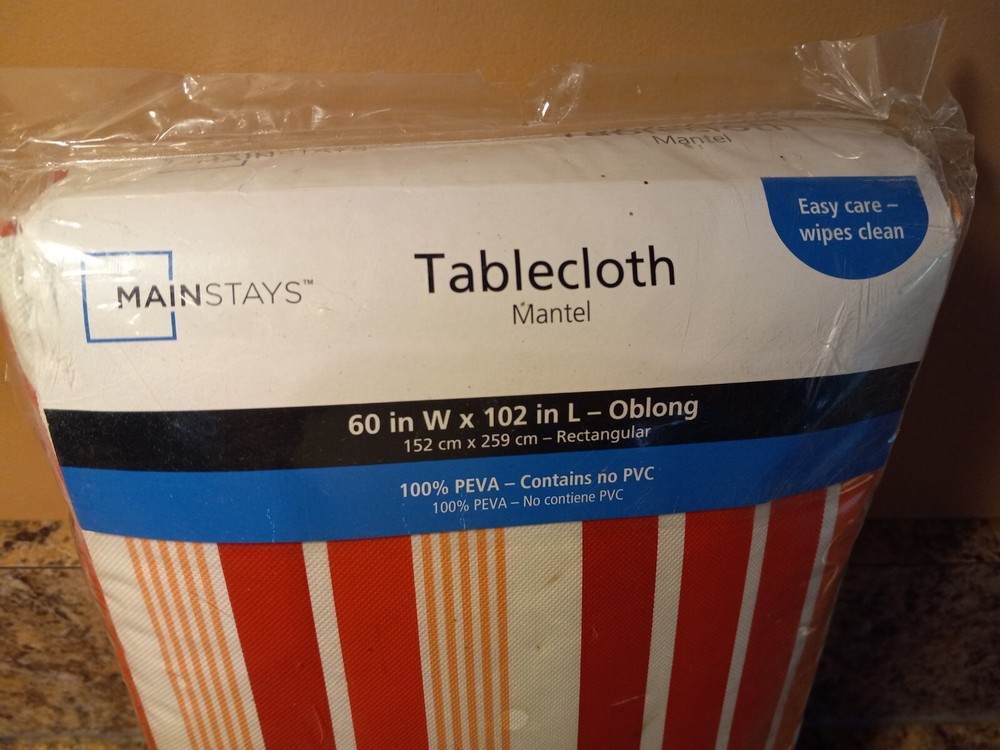 Mantel
Easy care –
wipes clean
MAINSTAYS™
Tablecloth
Mantel
60 in W x 102 in L – Oblong
152 cm x 259 cm – Rectangular
100% PEVA – Contains no PVC
100% PEVA – No contiene PVC